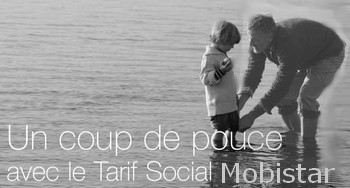 Un coup de pouce
avec le Tarif Social Mobistar